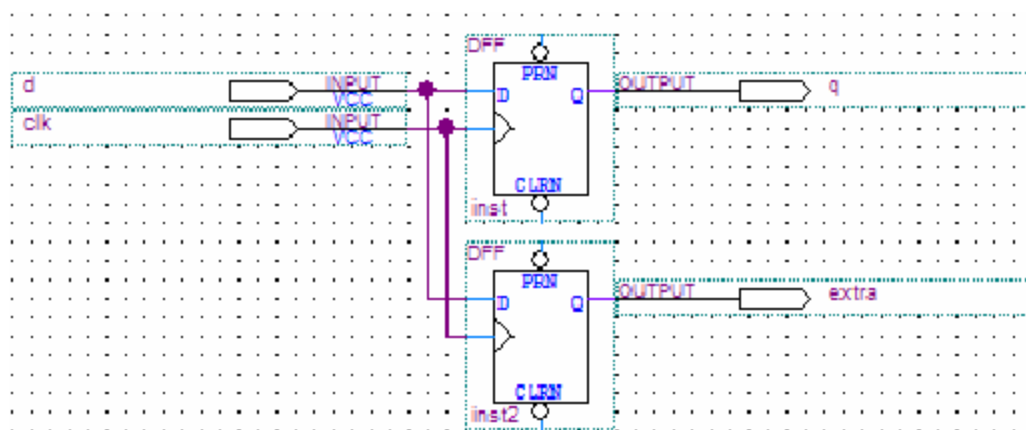 DFF
PRN
d INPUT VCC D Q OUTPUT q
clk INPUT VCC
CLRN
inst
DFF
PRN
D Q OUTPUT extra
CLRN
inst2